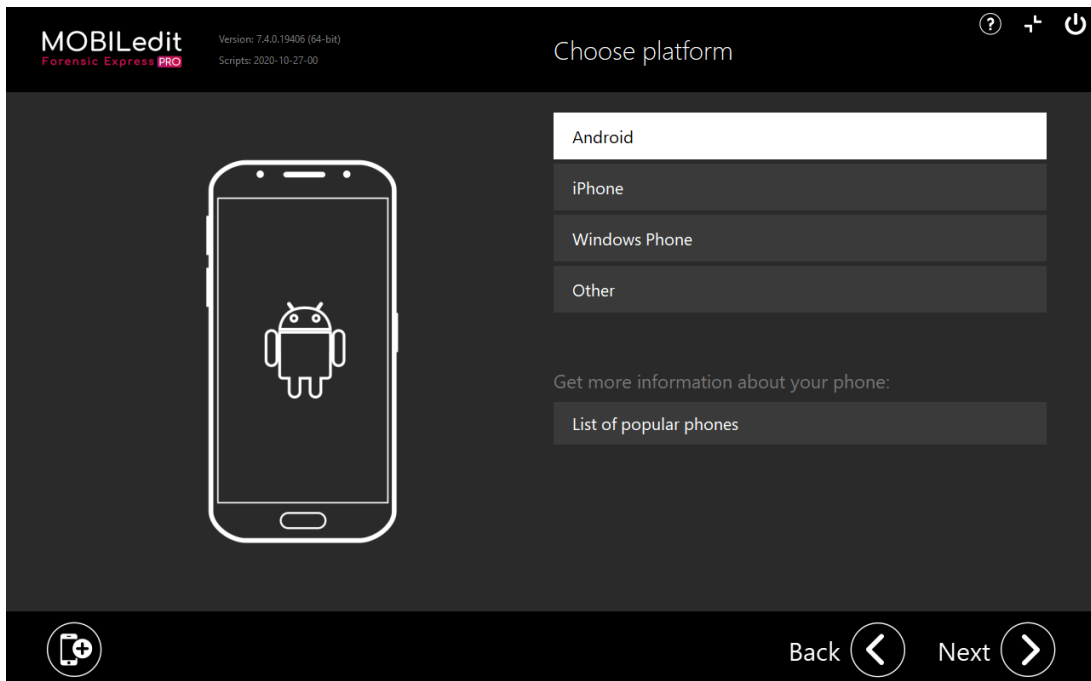 MOBILedit
Forensic Express PRO
Version: 7.4.0.19406 (64-bit)
Scripts: 2020-10-27-00
Choose platform
?
Android
iPhone
Windows Phone
Other
Get more information about your phone:
List of popular phones
Back
Next